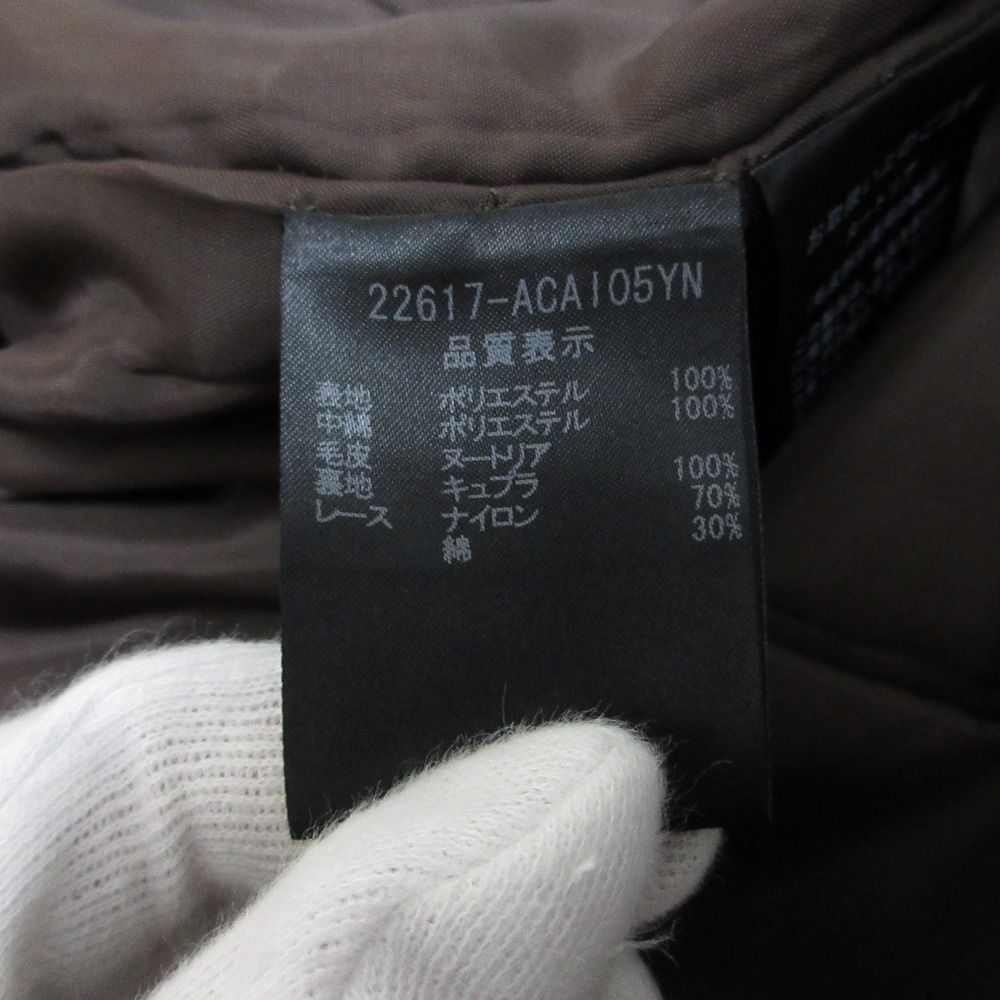 22617-ACAI05YN
品質表示
表地 ポリエステル 100%
中綿 ポリエステル 100%
毛皮 ヌートリア
裏地 キュプラ 100%
レース ナイロン 70%
綿 30%